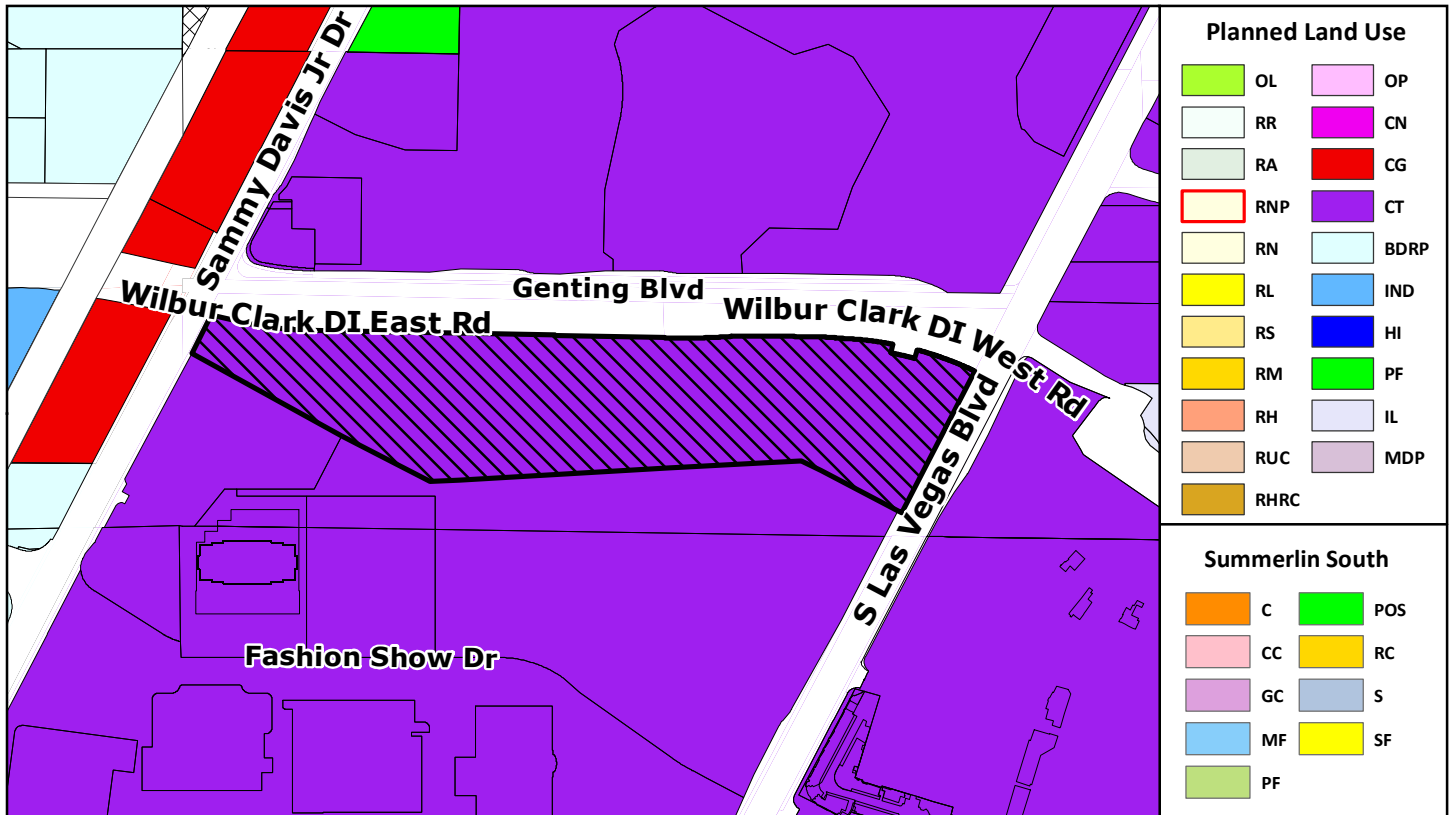 Sammy Davis Jr Dr
Genting Blvd
Wilbur Clark DI East Rd
Wilbur Clark DI West Rd
S Las Vegas Blvd
Fashion Show Dr
Planned Land Use
OL OP
RR CN
RA CG
RNP CT
RN BDRP
RL IND
RS HI
RM PF
RH IL
RUC MDP
RHRC
Summerlin South
C POS
CC RC
GC S
MF SF
PF